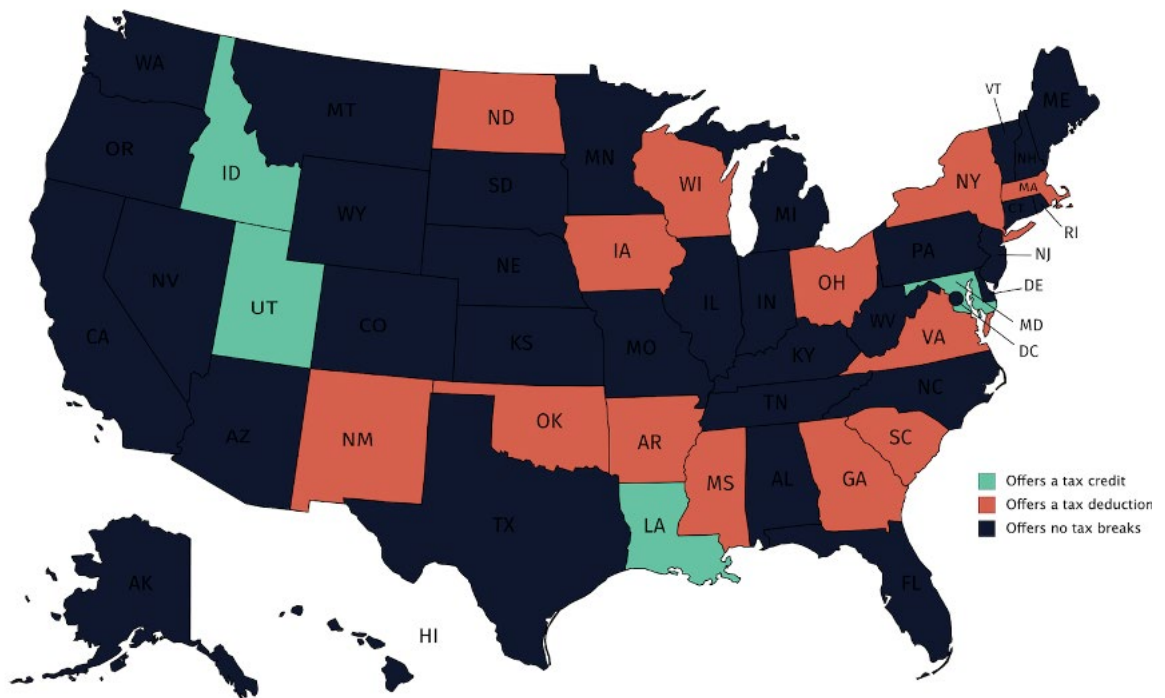 WA
MT
ND
MN
VT
ME
OR
ID
SD
WI
NH
WY
MI
NY
MA
CT
RI
IA
NE
PA
NJ
NV
UT
OH
DE
IL
IN
CA
CO
KS
MO
WV
MD
VA
DC
KY
AZ
NM
OK
TN
NC
AR
SC
MS
AL
GA
TX
LA
Offers a tax credit
Offers a tax deduction
Offers no tax breaks
AK
HI
FL